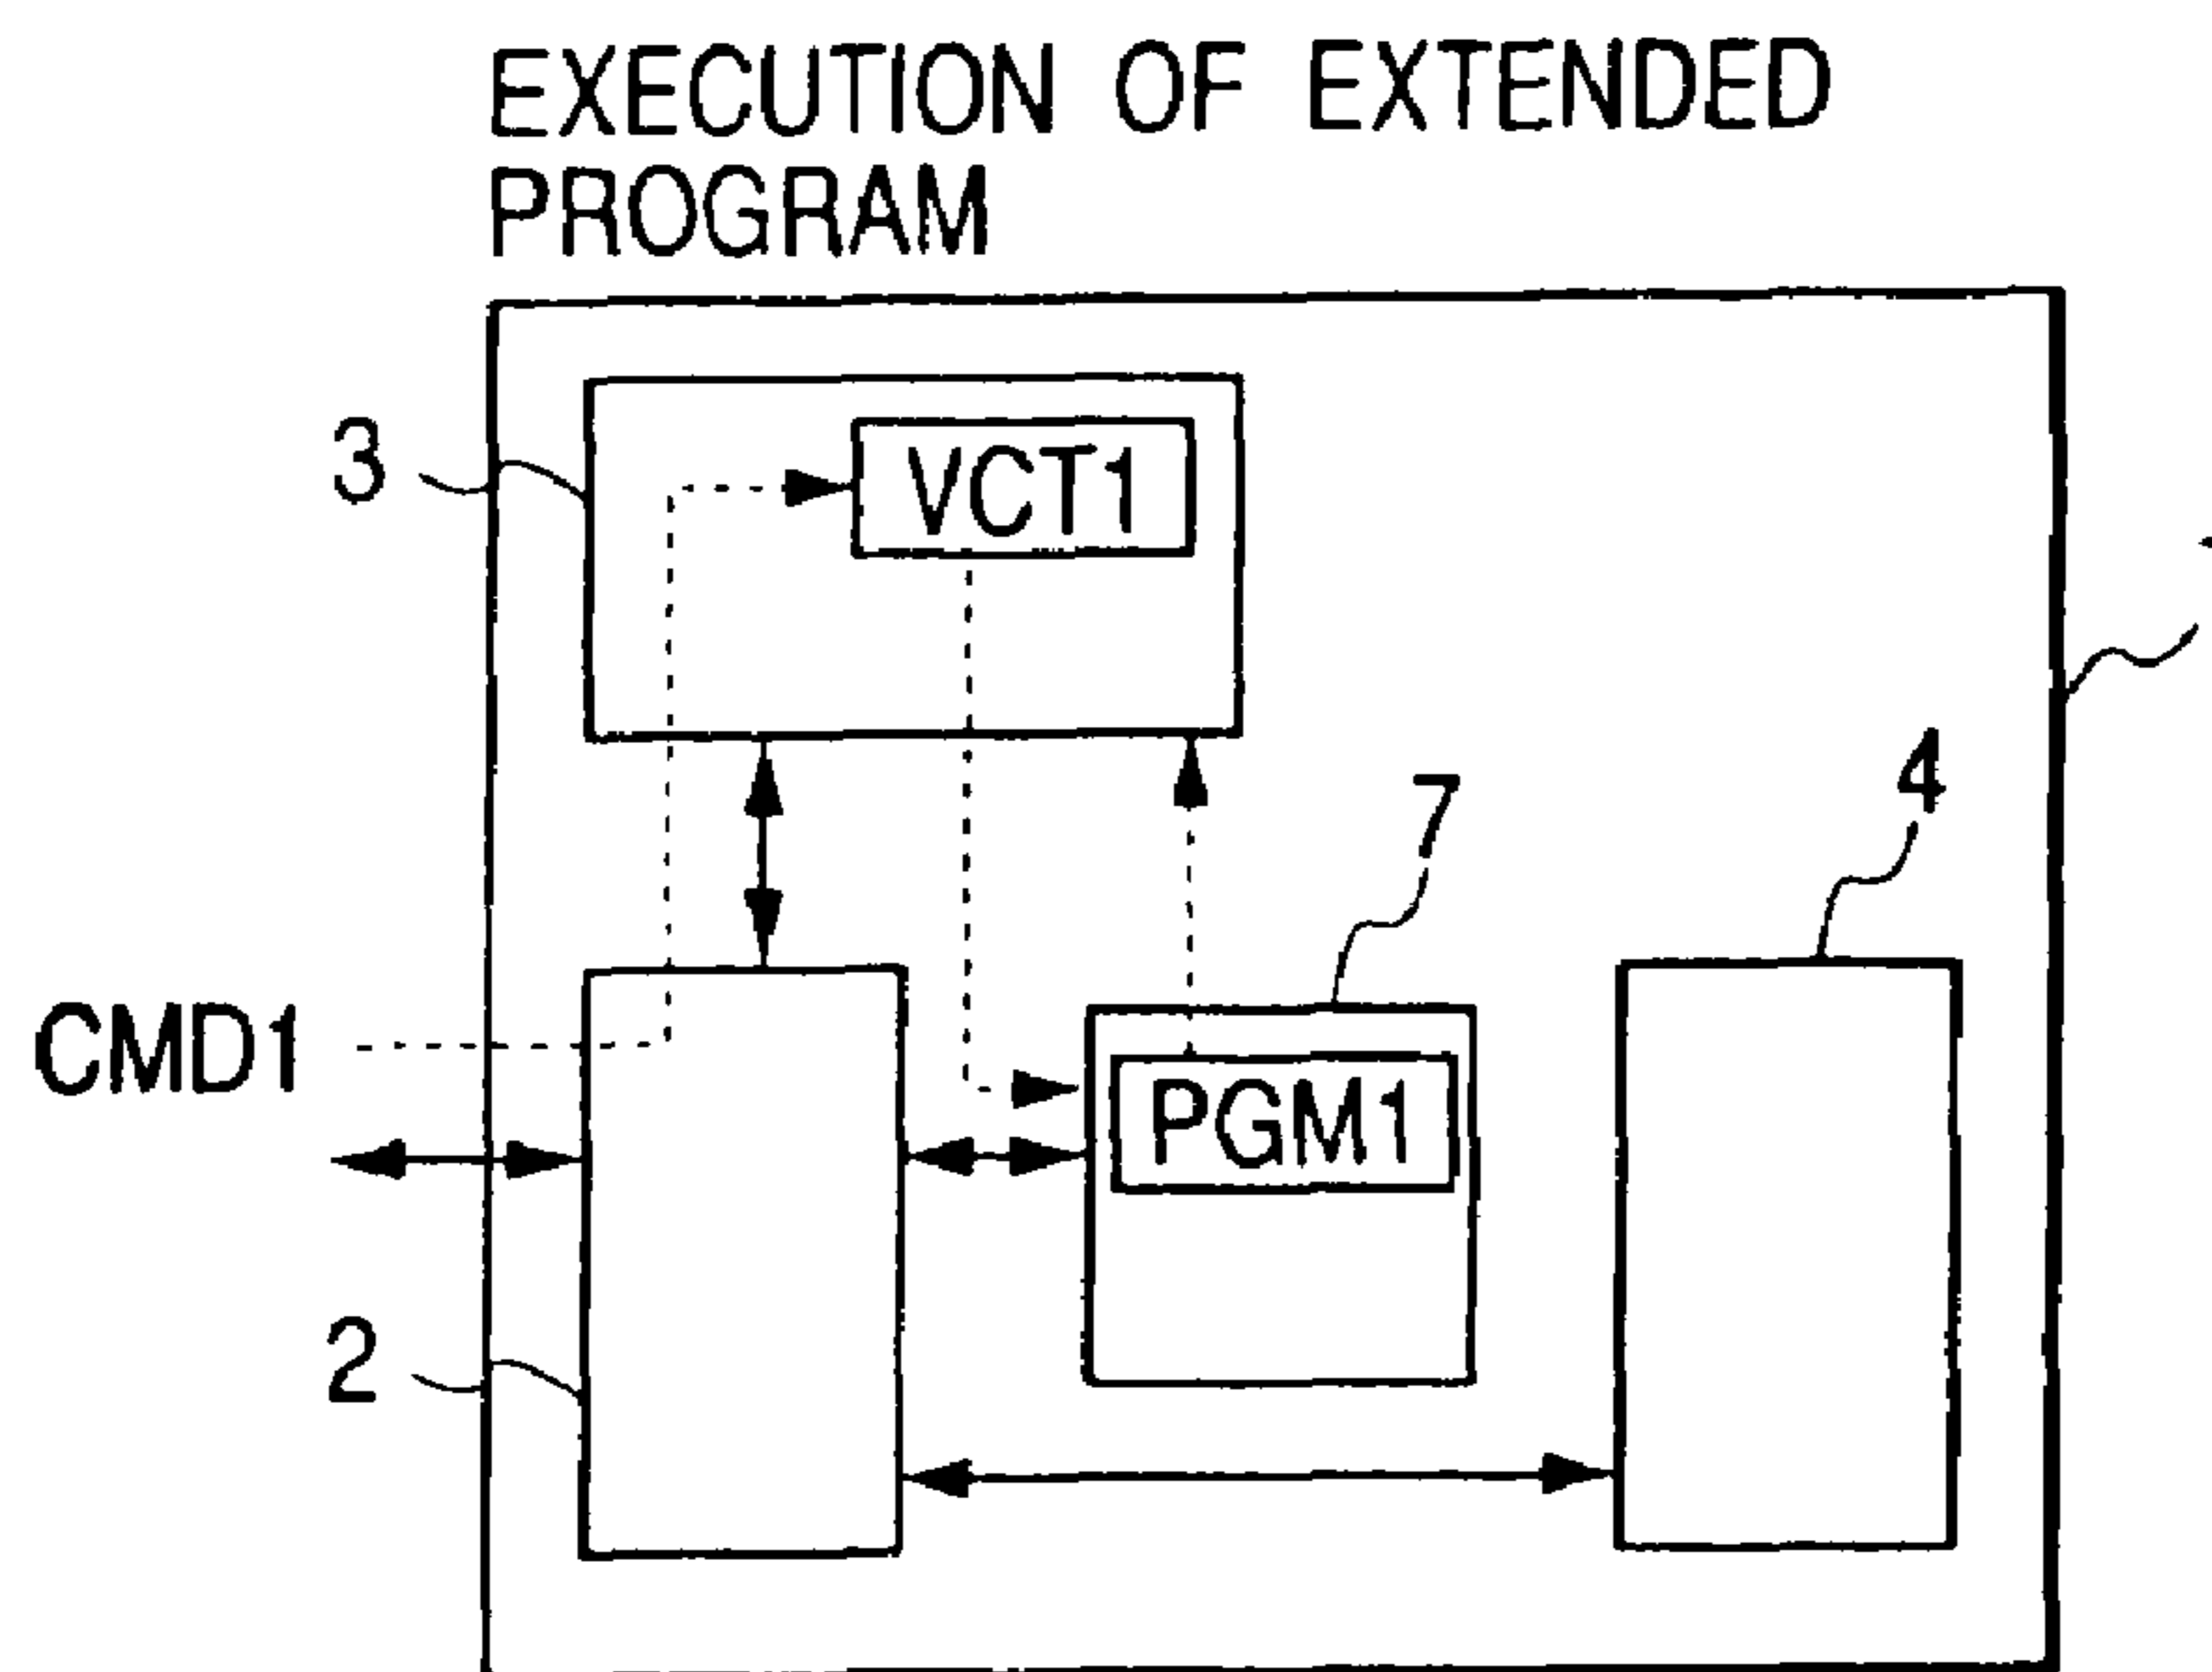 EXECUTION OF EXTENDED
PROGRAM
3
VCT1
7
4
CMD1
PGM1
2